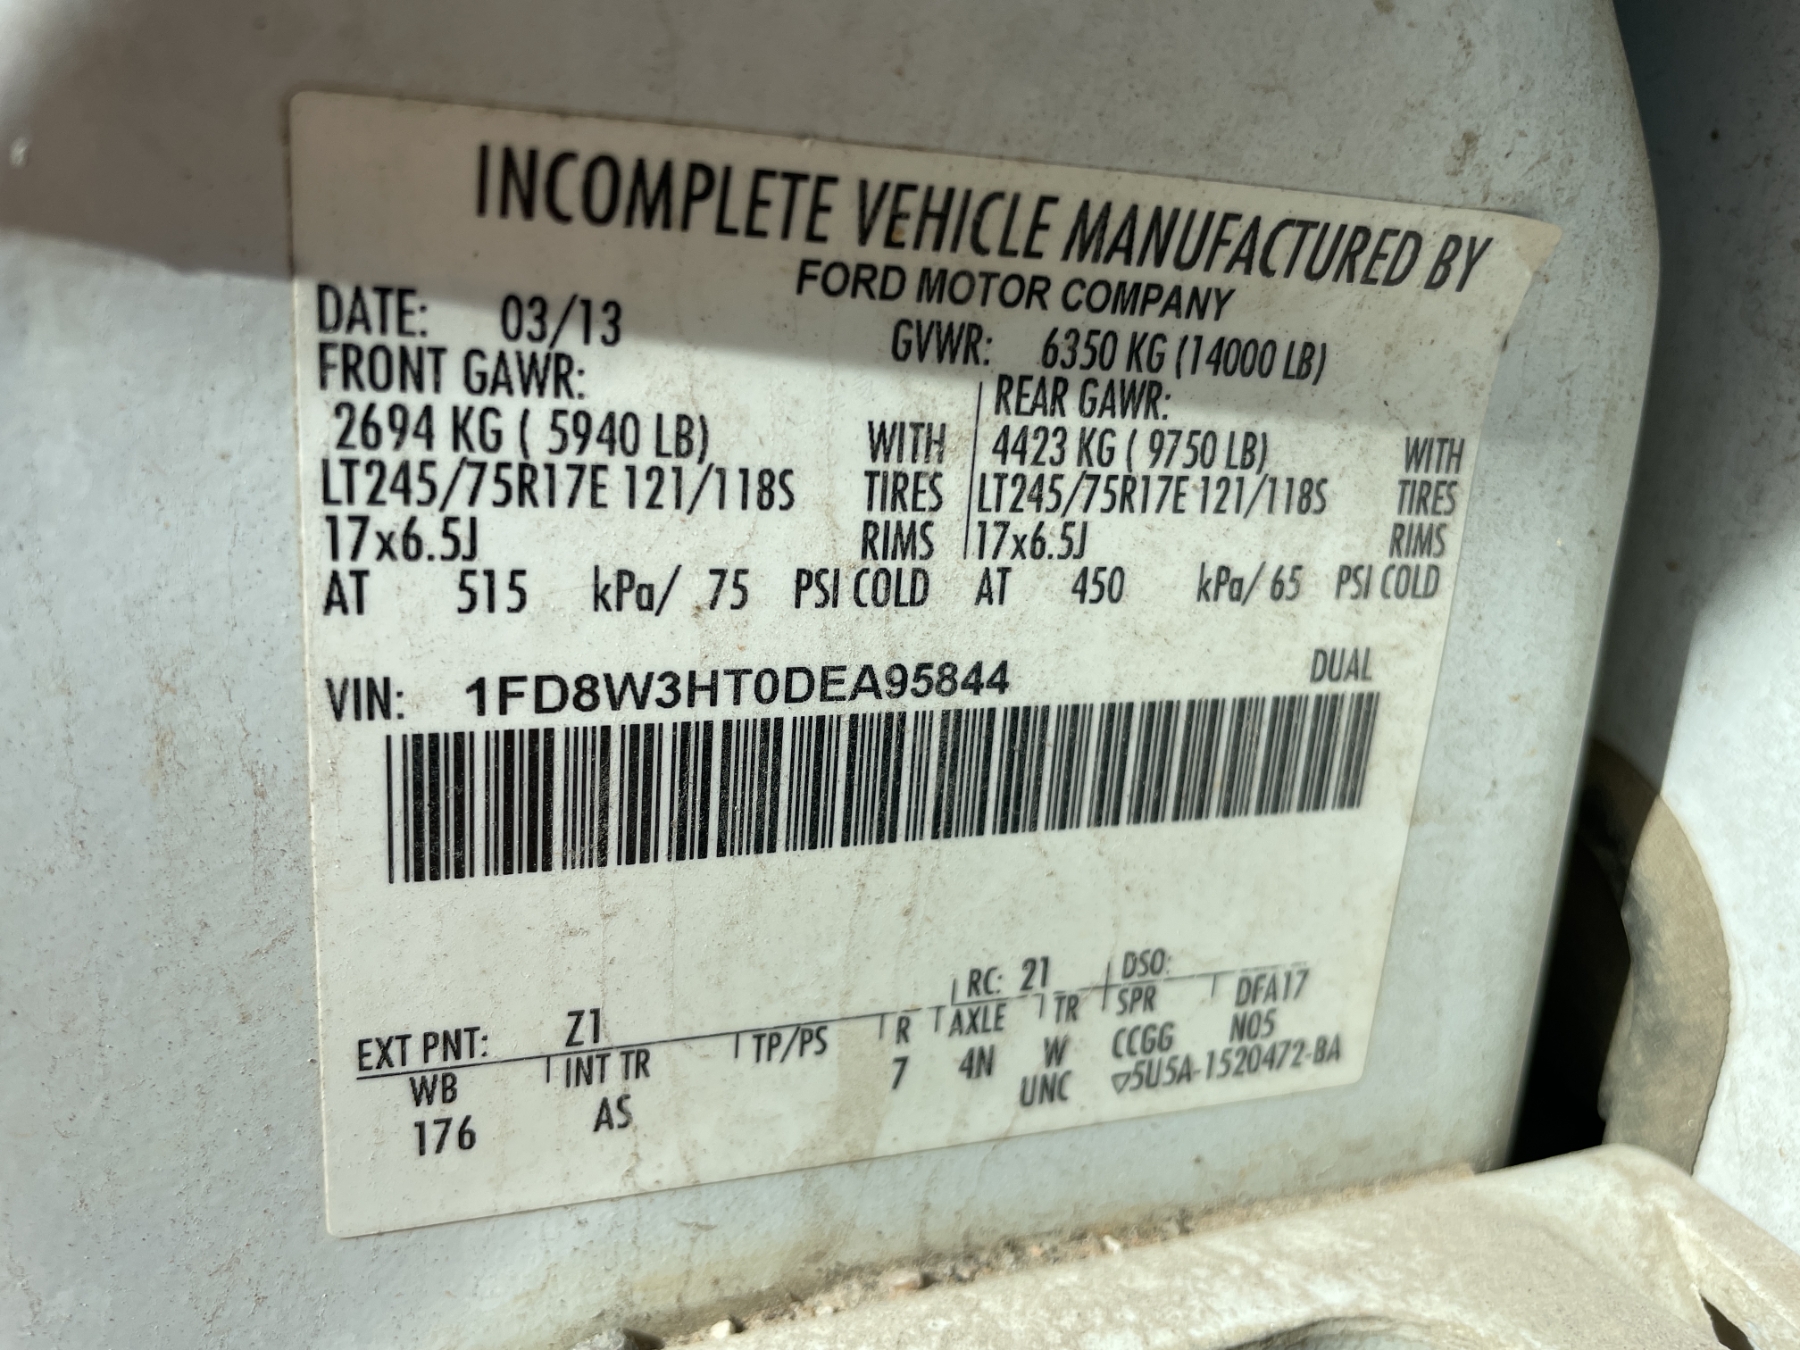 INCOMPLETE VEHICLE MANUFACTURED BY
FORD MOTOR COMPANY
DATE: 03/13 GVWR: 6350 KG (14000 LB)
FRONT GAWR: REAR GAWR:
2694 KG ( 5940 LB) WITH 4423 KG ( 9750 LB) WITH
LT245/75R17E 121/118S TIRES LT245/75R17E 121/118S TIRES
17x6.5J RIMS 17x6.5J RIMS
AT 515 kPa/ 75 PSI COLD AT 450 kPa/ 65 PSI COLD
VIN: 1FD8W3HT0DEA95844 DUAL
EXT PNT: Z1 RC: 21 DSO:
WB INT TR TP/PS R AXLE TR SPR DFA17
176 AS 7 4N W CCGG N05
UNC ▽5U5A-1520472-BA